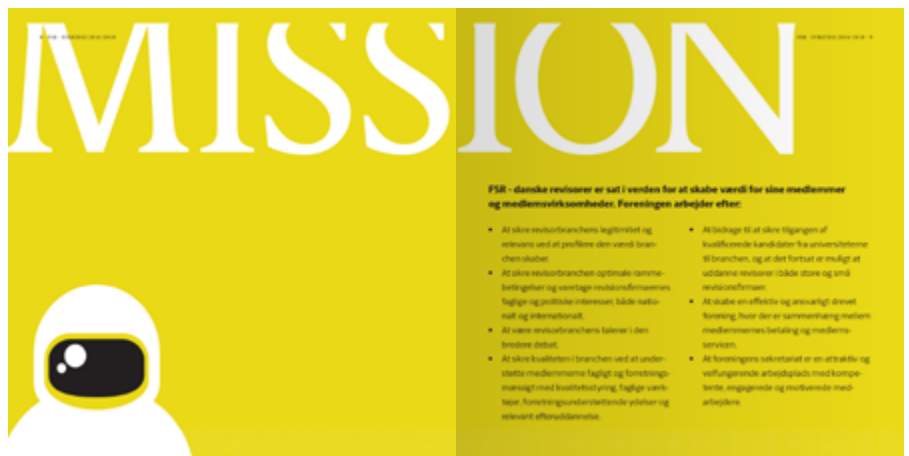 MISSION
FSR - danske revisorer er sat i verden for at skabe værdi for sine medlemmer
og medlemsvirksomheder. Foreningen arbejder efter:
• At sikre revisorbranchens legitimitet og
relevans ved at profilere den værdi bran-
chen skaber.
• At sikre revisorbranchen optimale ramme-
betingelser og varetage revisionsfirmaernes
faglige og politiske interesser, både natio-
nalt og internationalt.
• At være revisorbranchens talerør i den
bredere debat.
• At sikre kvaliteten i branchen ved at under-
støtte medlemmerne fagligt og forretnings-
mæssigt med kvalitetsstyring, faglige værk-
tøjer, forretningsunderstøttende ydelser og
relevant efteruddannelse.
• At bidrage til at sikre tilgangen af
kvalificerede kandidater fra universiteterne
til branchen, og at det fortsat er muligt at
uddanne revisorer i både store og små
revisionsfirmaer.
• At skabe en effektiv og ansvarligt drevet
forening, hvor der er sammenhæng mellem
medlemmernes betaling og medlems-
servicen.
• At foreningens sekretariat er en attraktiv og
velfungerende arbejdsplads med kompe-
tente, engagerede og motiverede med-
arbejdere.